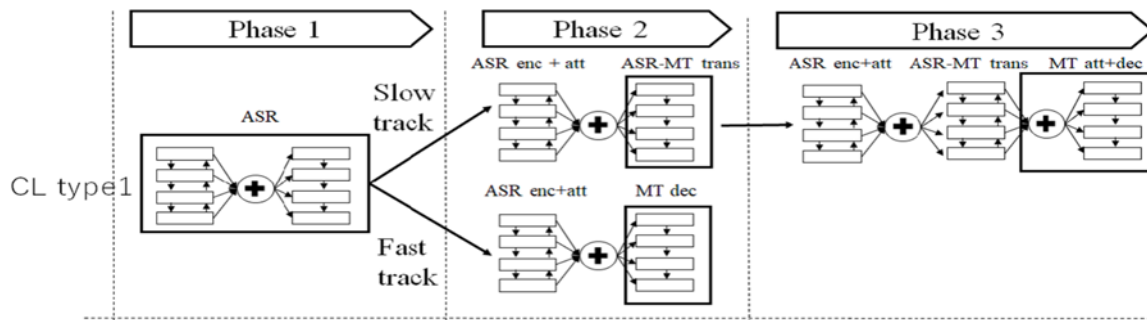 Phase 1
Phase 2
Phase 3
ASR enc + att
ASR-MT trans
ASR enc+att
ASR-MT trans
MT att+dec
Slow
track
ASR
CL type1
ASR enc+att
MT dec
Fast
track